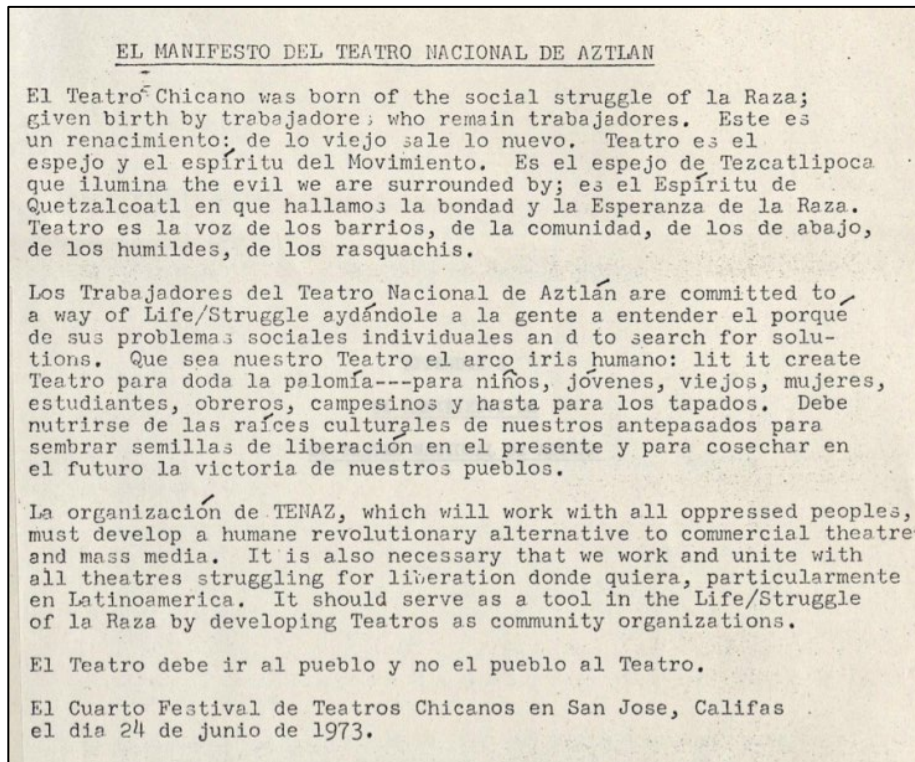 EL MANIFESTO DEL TEATRO NACIONAL DE AZTLAN
El Teatro Chicano was born of the social struggle of la Raza;
given birth by trabajadores who remain trabajadores. Este es
un renacimiento: de lo viejo sale lo nuevo. Teatro es el
espejo y el espíritu del Movimiento. Es el espejo de Tezcatlipoca
que ilumina the evil we are surrounded by; es el Espíritu de
Quetzalcoatl en que hallamos la bondad y la Esperanza de la Raza.
Teatro es la voz de los barrios, de la comunidad, de los de abajo,
de los humildes, de los rasquachis.
Los Trabajadores del Teatro Nacional de Aztlán are committed to
a way of Life/Struggle aydándole a la gente a entender el porqué
de sus problemas sociales individuales an d to search for solu-
tions. Que sea nuestro Teatro el arco iris humano: lit it create
Teatro para doda la palomía---para niños, jóvenes, viejos, mujeres,
estudiantes, obreros, campesinos y hasta para los tapados. Debe
nutrirse de las raíces culturales de nuestros antepasados para
sembrar semillas de liberación en el presente y para cosechar en
el futuro la victoria de nuestros pueblos.
La organización de TENAZ, which will work with all oppressed peoples,
must develop a humane revolutionary alternative to commercial theatre
and mass media. It is also necessary that we work and unite with
all theatres struggling for liberation donde quiera, particularmente
en Latinoamerica. It should serve as a tool in the Life/Struggle
of la Raza by developing Teatros as community organizations.
El Teatro debe ir al pueblo y no el pueblo al Teatro.
El Cuarto Festival de Teatros Chicanos en San Jose, Califas
el dia 24 de junio de 1973.